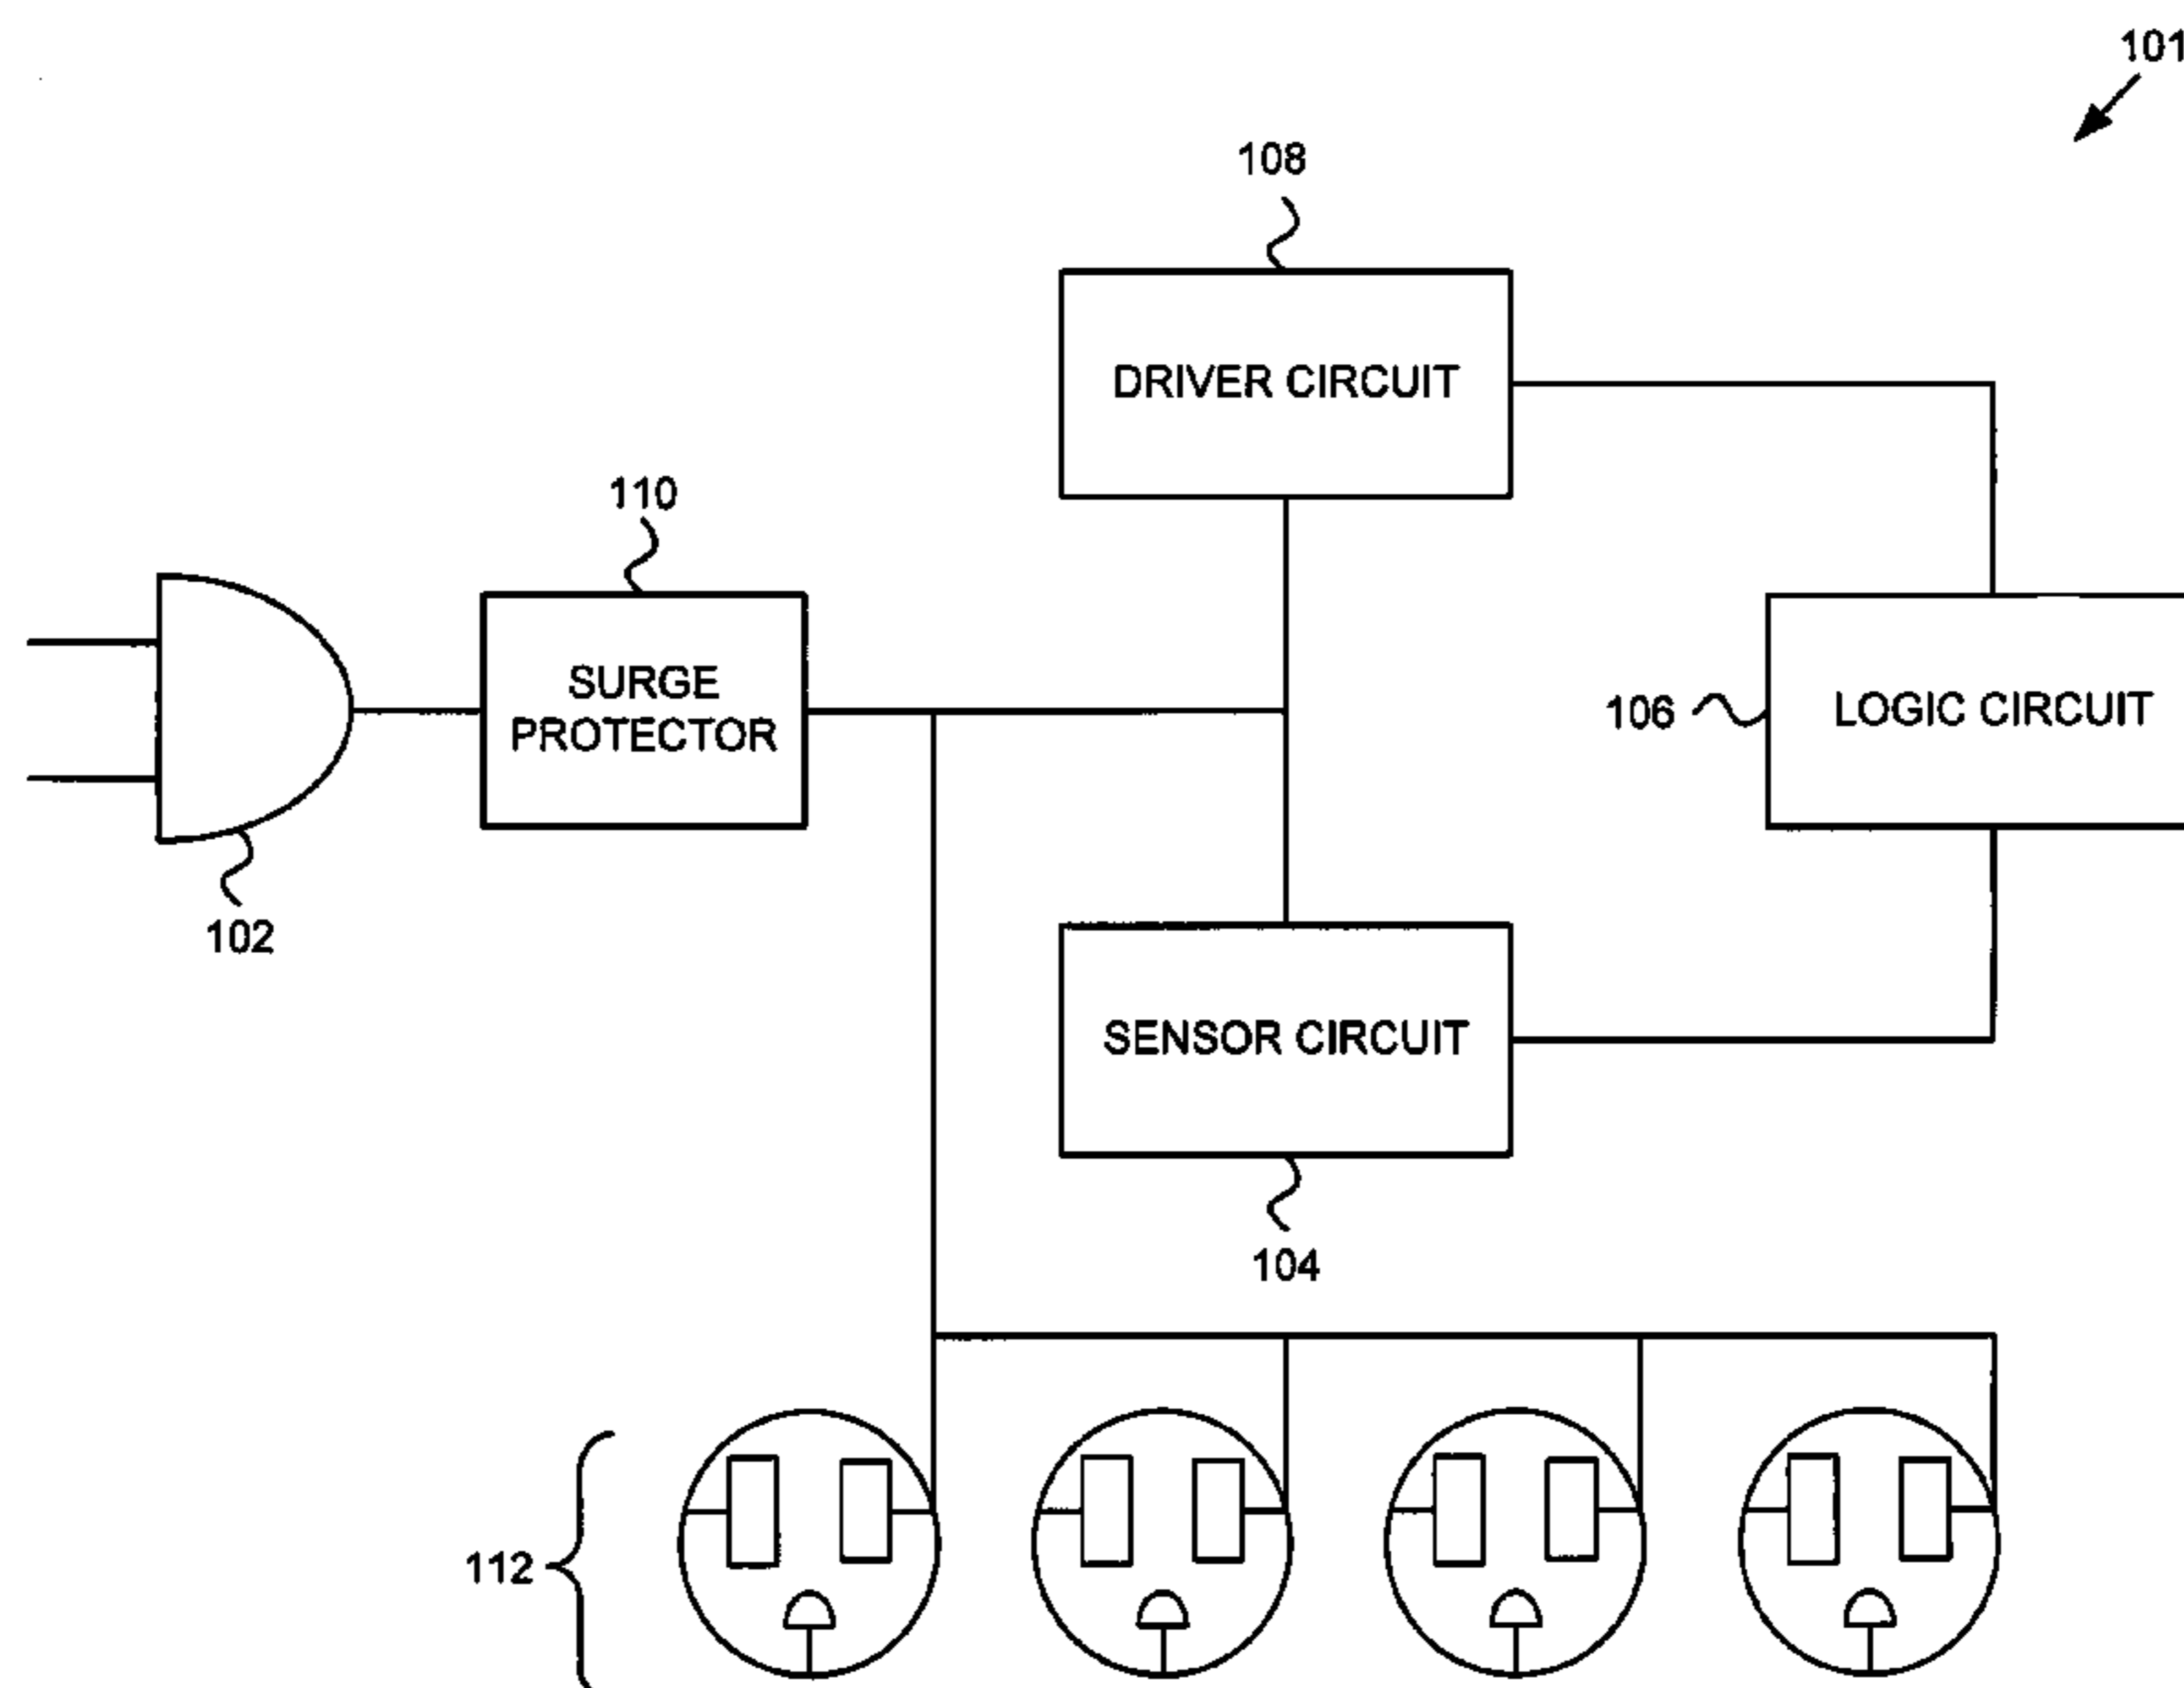 101
108
DRIVER CIRCUIT
110
SURGE
PROTECTOR
106
LOGIC CIRCUIT
102
SENSOR CIRCUIT
104
112